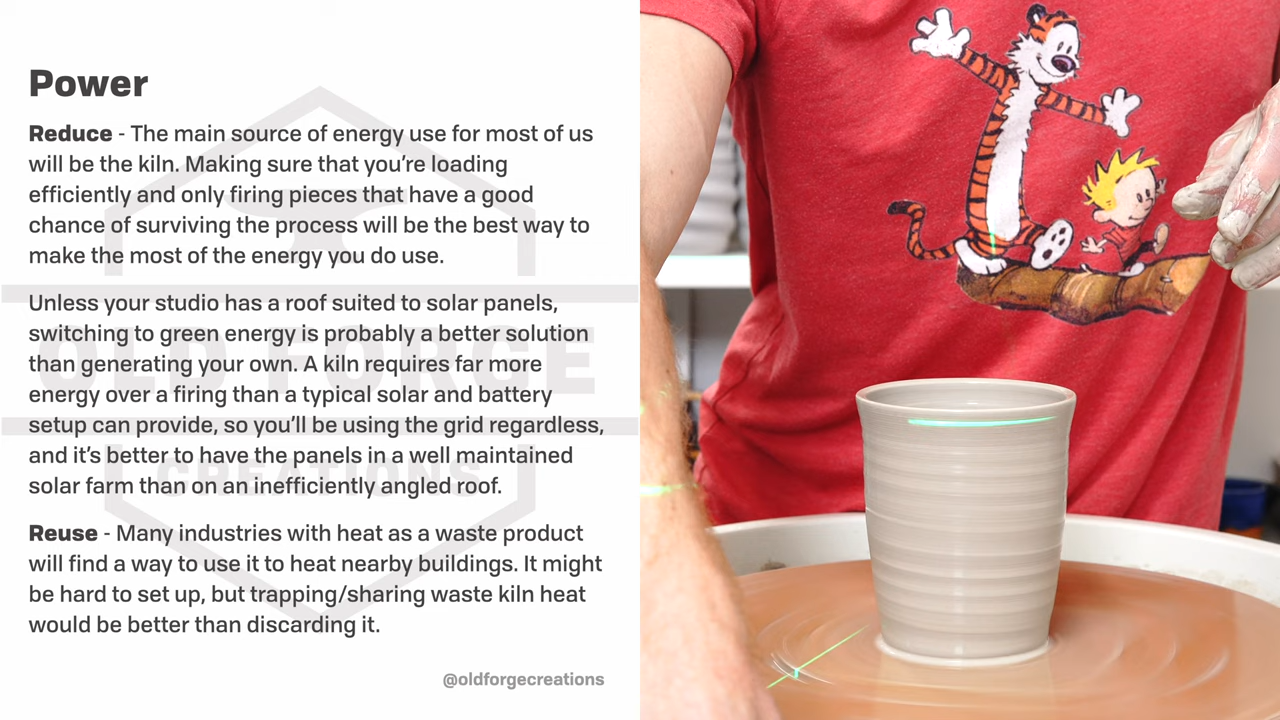 Power
Reduce - The main source of energy use for most of us
will be the kiln. Making sure that you’re loading
efficiently and only firing pieces that have a good
chance of surviving the process will be the best way to
make the most of the energy you do use.
Unless your studio has a roof suited to solar panels,
switching to green energy is probably a better solution
than generating your own. A kiln requires far more
energy over a firing than a typical solar and battery
setup can provide, so you’ll be using the grid regardless,
and it’s better to have the panels in a well maintained
solar farm than on an inefficiently angled roof.
Reuse - Many industries with heat as a waste product
will find a way to use it to heat nearby buildings. It might
be hard to set up, but trapping/sharing waste kiln heat
would be better than discarding it.
@oldforgecreations
OLD FORGE
CREATIONS